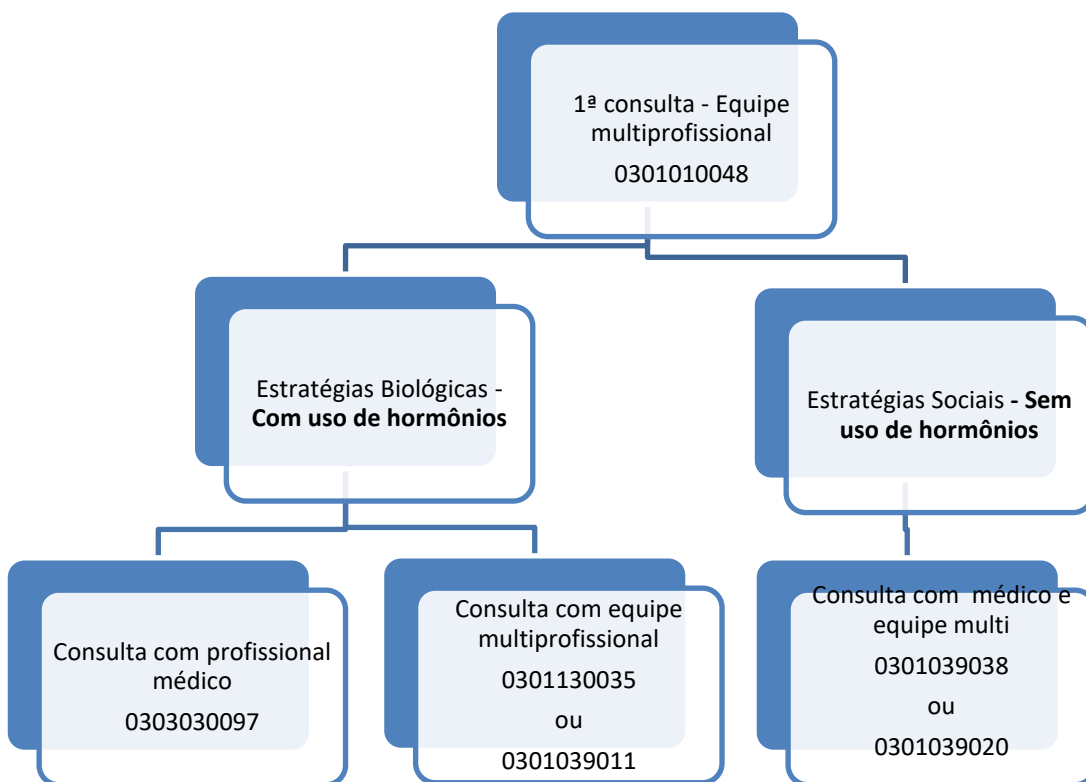 1ª consulta - Equipe
multiprofissional
0301010048
Estratégias Biológicas -
Com uso de hormônios
Estratégias Sociais - Sem
uso de hormônios
Consulta com profissional
médico
0303030097
Consulta com equipe
multiprofissional
0301130035
ou
0301039011
Consulta com médico e
equipe multi
0301039038
ou
0301039020